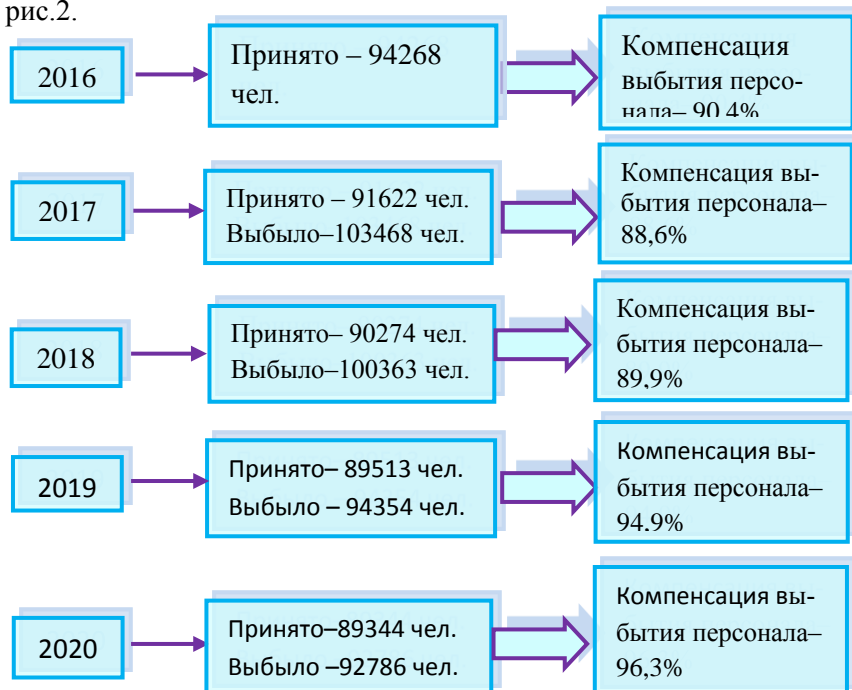 рис.2.
2016
Принято – 94268
чел.
Компенсация
выбытия персо-
нала– 90,4%
2017
Принято – 91622 чел.
Выбыло–103468 чел.
Компенсация вы-
бытия персонала–
88,6%
2018
Принято– 90274 чел.
Выбыло–100363 чел.
Компенсация вы-
бытия персонала–
89,9%
2019
Принято– 89513 чел.
Выбыло – 94354 чел.
Компенсация вы-
бытия персонала–
94,9%
2020
Принято–89344 чел.
Выбыло –92786 чел.
Компенсация вы-
бытия персонала–
96,3%